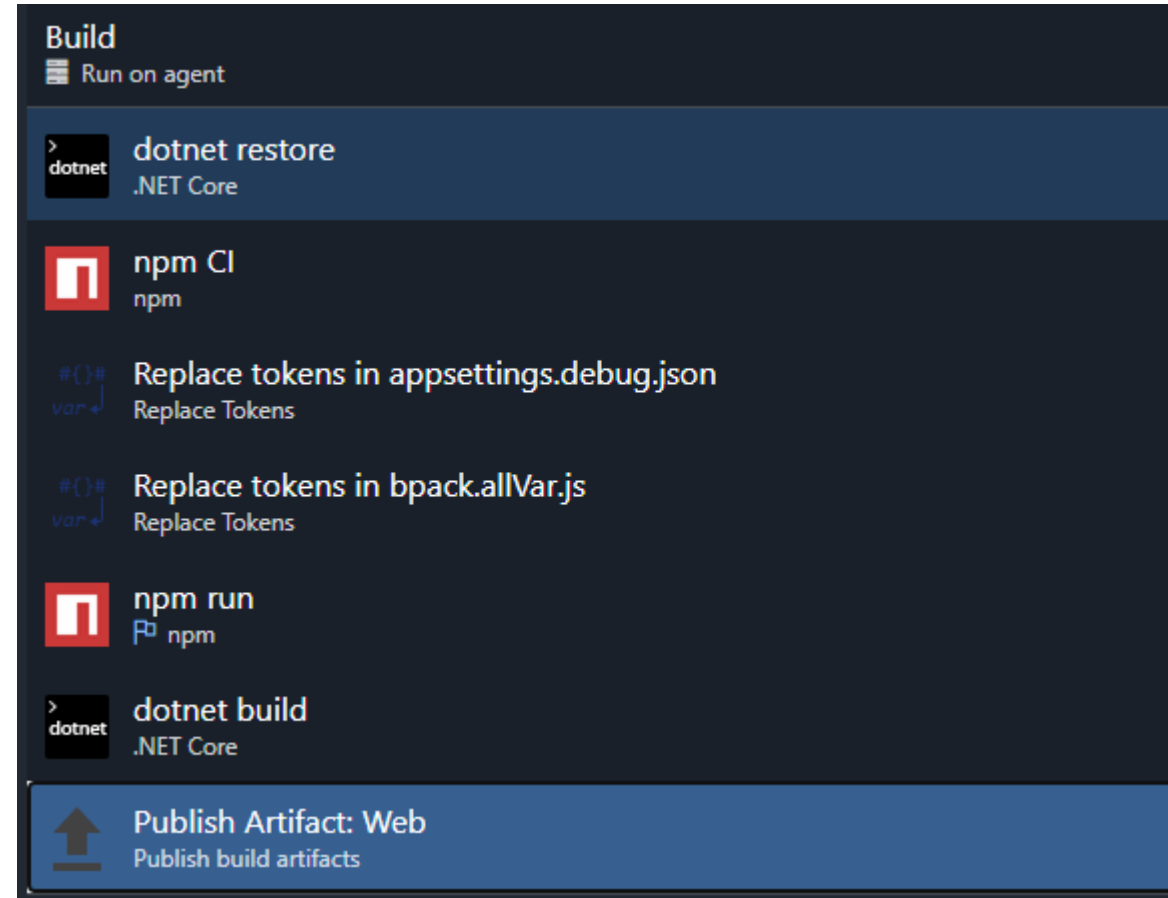 Build
Run on agent
>
dotnet
dotnet restore
.NET Core
npm CI
npm
#{}#
var
Replace tokens in appsettings.debug.json
Replace Tokens
#{}#
var
Replace tokens in bpack.allVar.js
Replace Tokens
npm run
npm
>
dotnet
dotnet build
.NET Core
Publish Artifact: Web
Publish build artifacts